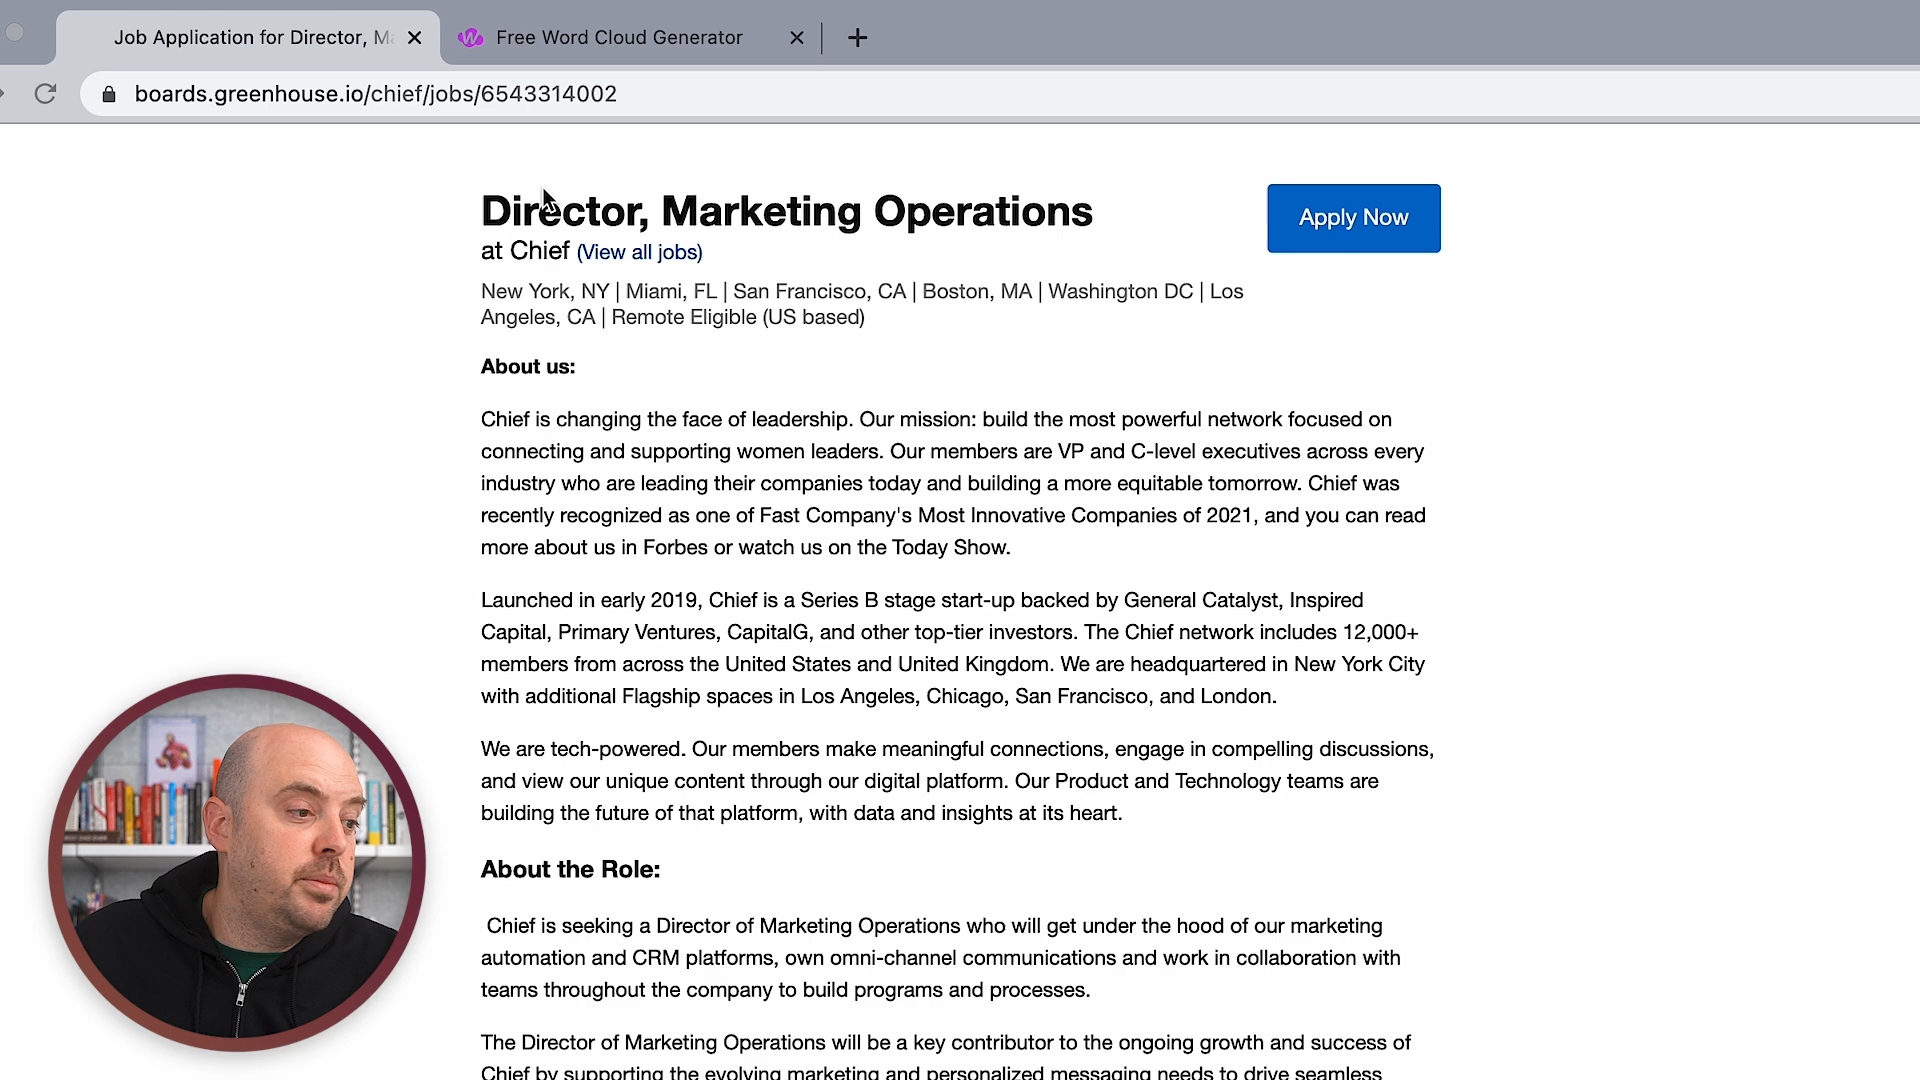 Job Application for Director, Ma
Free Word Cloud Generator
boards.greenhouse.io/chief/jobs/6543314002
Director, Marketing Operations
Apply Now
at Chief (View all jobs)
New York, NY | Miami, FL | San Francisco, CA | Boston, MA | Washington DC | Los
Angeles, CA | Remote Eligible (US based)
About us:
Chief is changing the face of leadership. Our mission: build the most powerful network focused on
connecting and supporting women leaders. Our members are VP and C-level executives across every
industry who are leading their companies today and building a more equitable tomorrow. Chief was
recently recognized as one of Fast Company's Most Innovative Companies of 2021, and you can read
more about us in Forbes or watch us on the Today Show.
Launched in early 2019, Chief is a Series B stage start-up backed by General Catalyst, Inspired
Capital, Primary Ventures, CapitalG, and other top-tier investors. The Chief network includes 12,000+
members from across the United States and United Kingdom. We are headquartered in New York City
with additional Flagship spaces in Los Angeles, Chicago, San Francisco, and London.
We are tech-powered. Our members make meaningful connections, engage in compelling discussions,
and view our unique content through our digital platform. Our Product and Technology teams are
building the future of that platform, with data and insights at its heart.
About the Role:
Chief is seeking a Director of Marketing Operations who will get under the hood of our marketing
automation and CRM platforms, own omni-channel communications and work in collaboration with
teams throughout the company to build programs and processes.
The Director of Marketing Operations will be a key contributor to the ongoing growth and success of
Chief by supporting the evolving marketing and personalized messaging needs to drive seamless